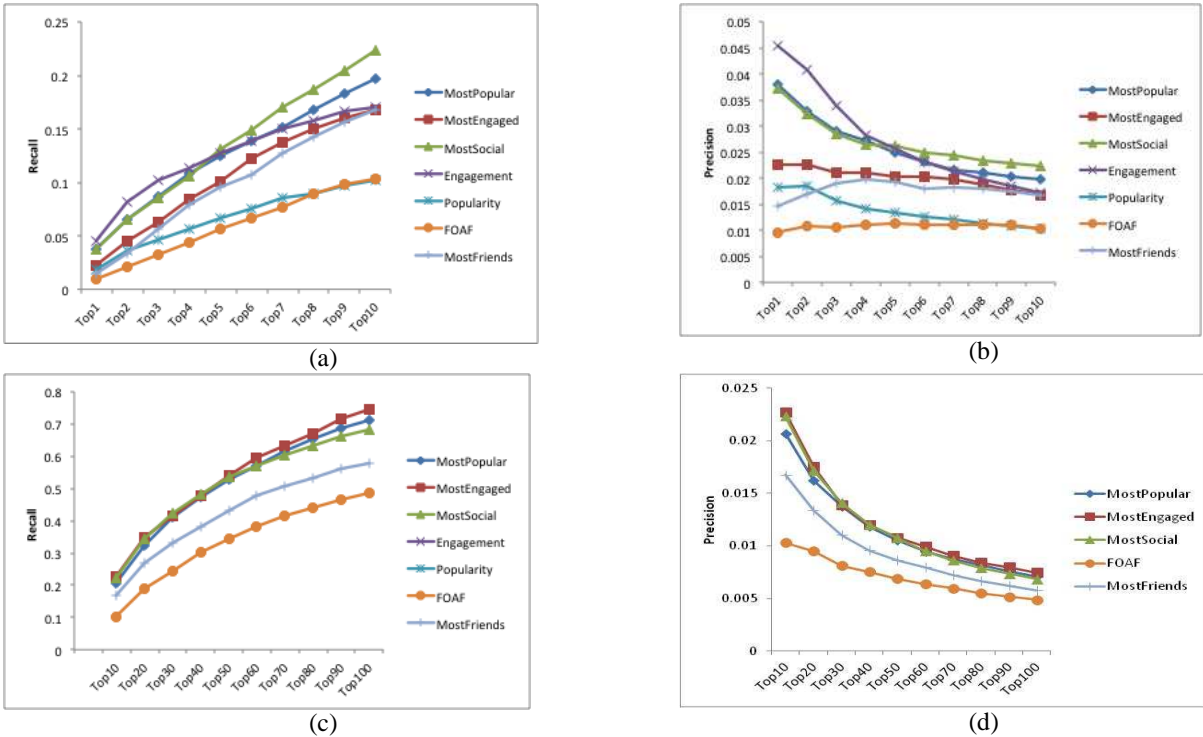 0.25
0.2
0.15
0.1
0.05
0
Recall
Top1
Top2
Top3
Top4
Top5
Top6
Top7
Top8
Top9
Top10
MostPopular
MostEngaged
MostSocial
Engagement
Popularity
FOAF
MostFriends
(a)
0.05
0.045
0.04
0.035
0.03
0.025
0.02
0.015
0.01
0.005
0
Precision
Top1
Top2
Top3
Top4
Top5
Top6
Top7
Top8
Top9
Top10
MostPopular
MostEngaged
MostSocial
Engagement
Popularity
FOAF
MostFriends
(b)
0.8
0.7
0.6
0.5
0.4
0.3
0.2
0.1
0
Recall
Top10
Top20
Top30
Top40
Top50
Top60
Top70
Top80
Top90
Top100
MostPopular
MostEngaged
MostSocial
Engagement
Popularity
FOAF
MostFriends
(c)
0.025
0.02
0.015
0.01
0.005
0
Precision
Top10
Top20
Top30
Top40
Top50
Top60
Top70
Top80
Top90
Top100
MostPopular
MostEngaged
MostSocial
FOAF
MostFriends
(d)